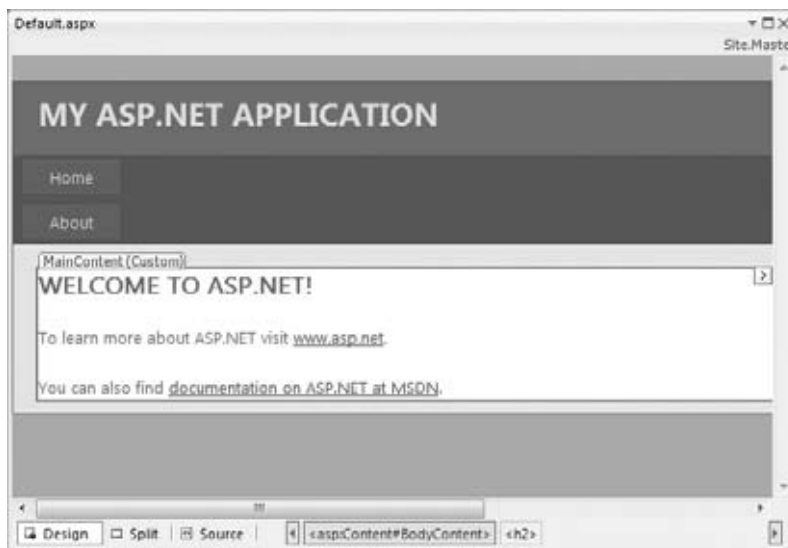 Default.aspx
Site.Maste
MY ASP.NET APPLICATION
Home
About
MainContent (Custom)
WELCOME TO ASP.NET!
To learn more about ASP.NET visit www.asp.net.
You can also find documentation on ASP.NET at MSDN.
Design Split Source <asp:Content#BodyContent> <h2>